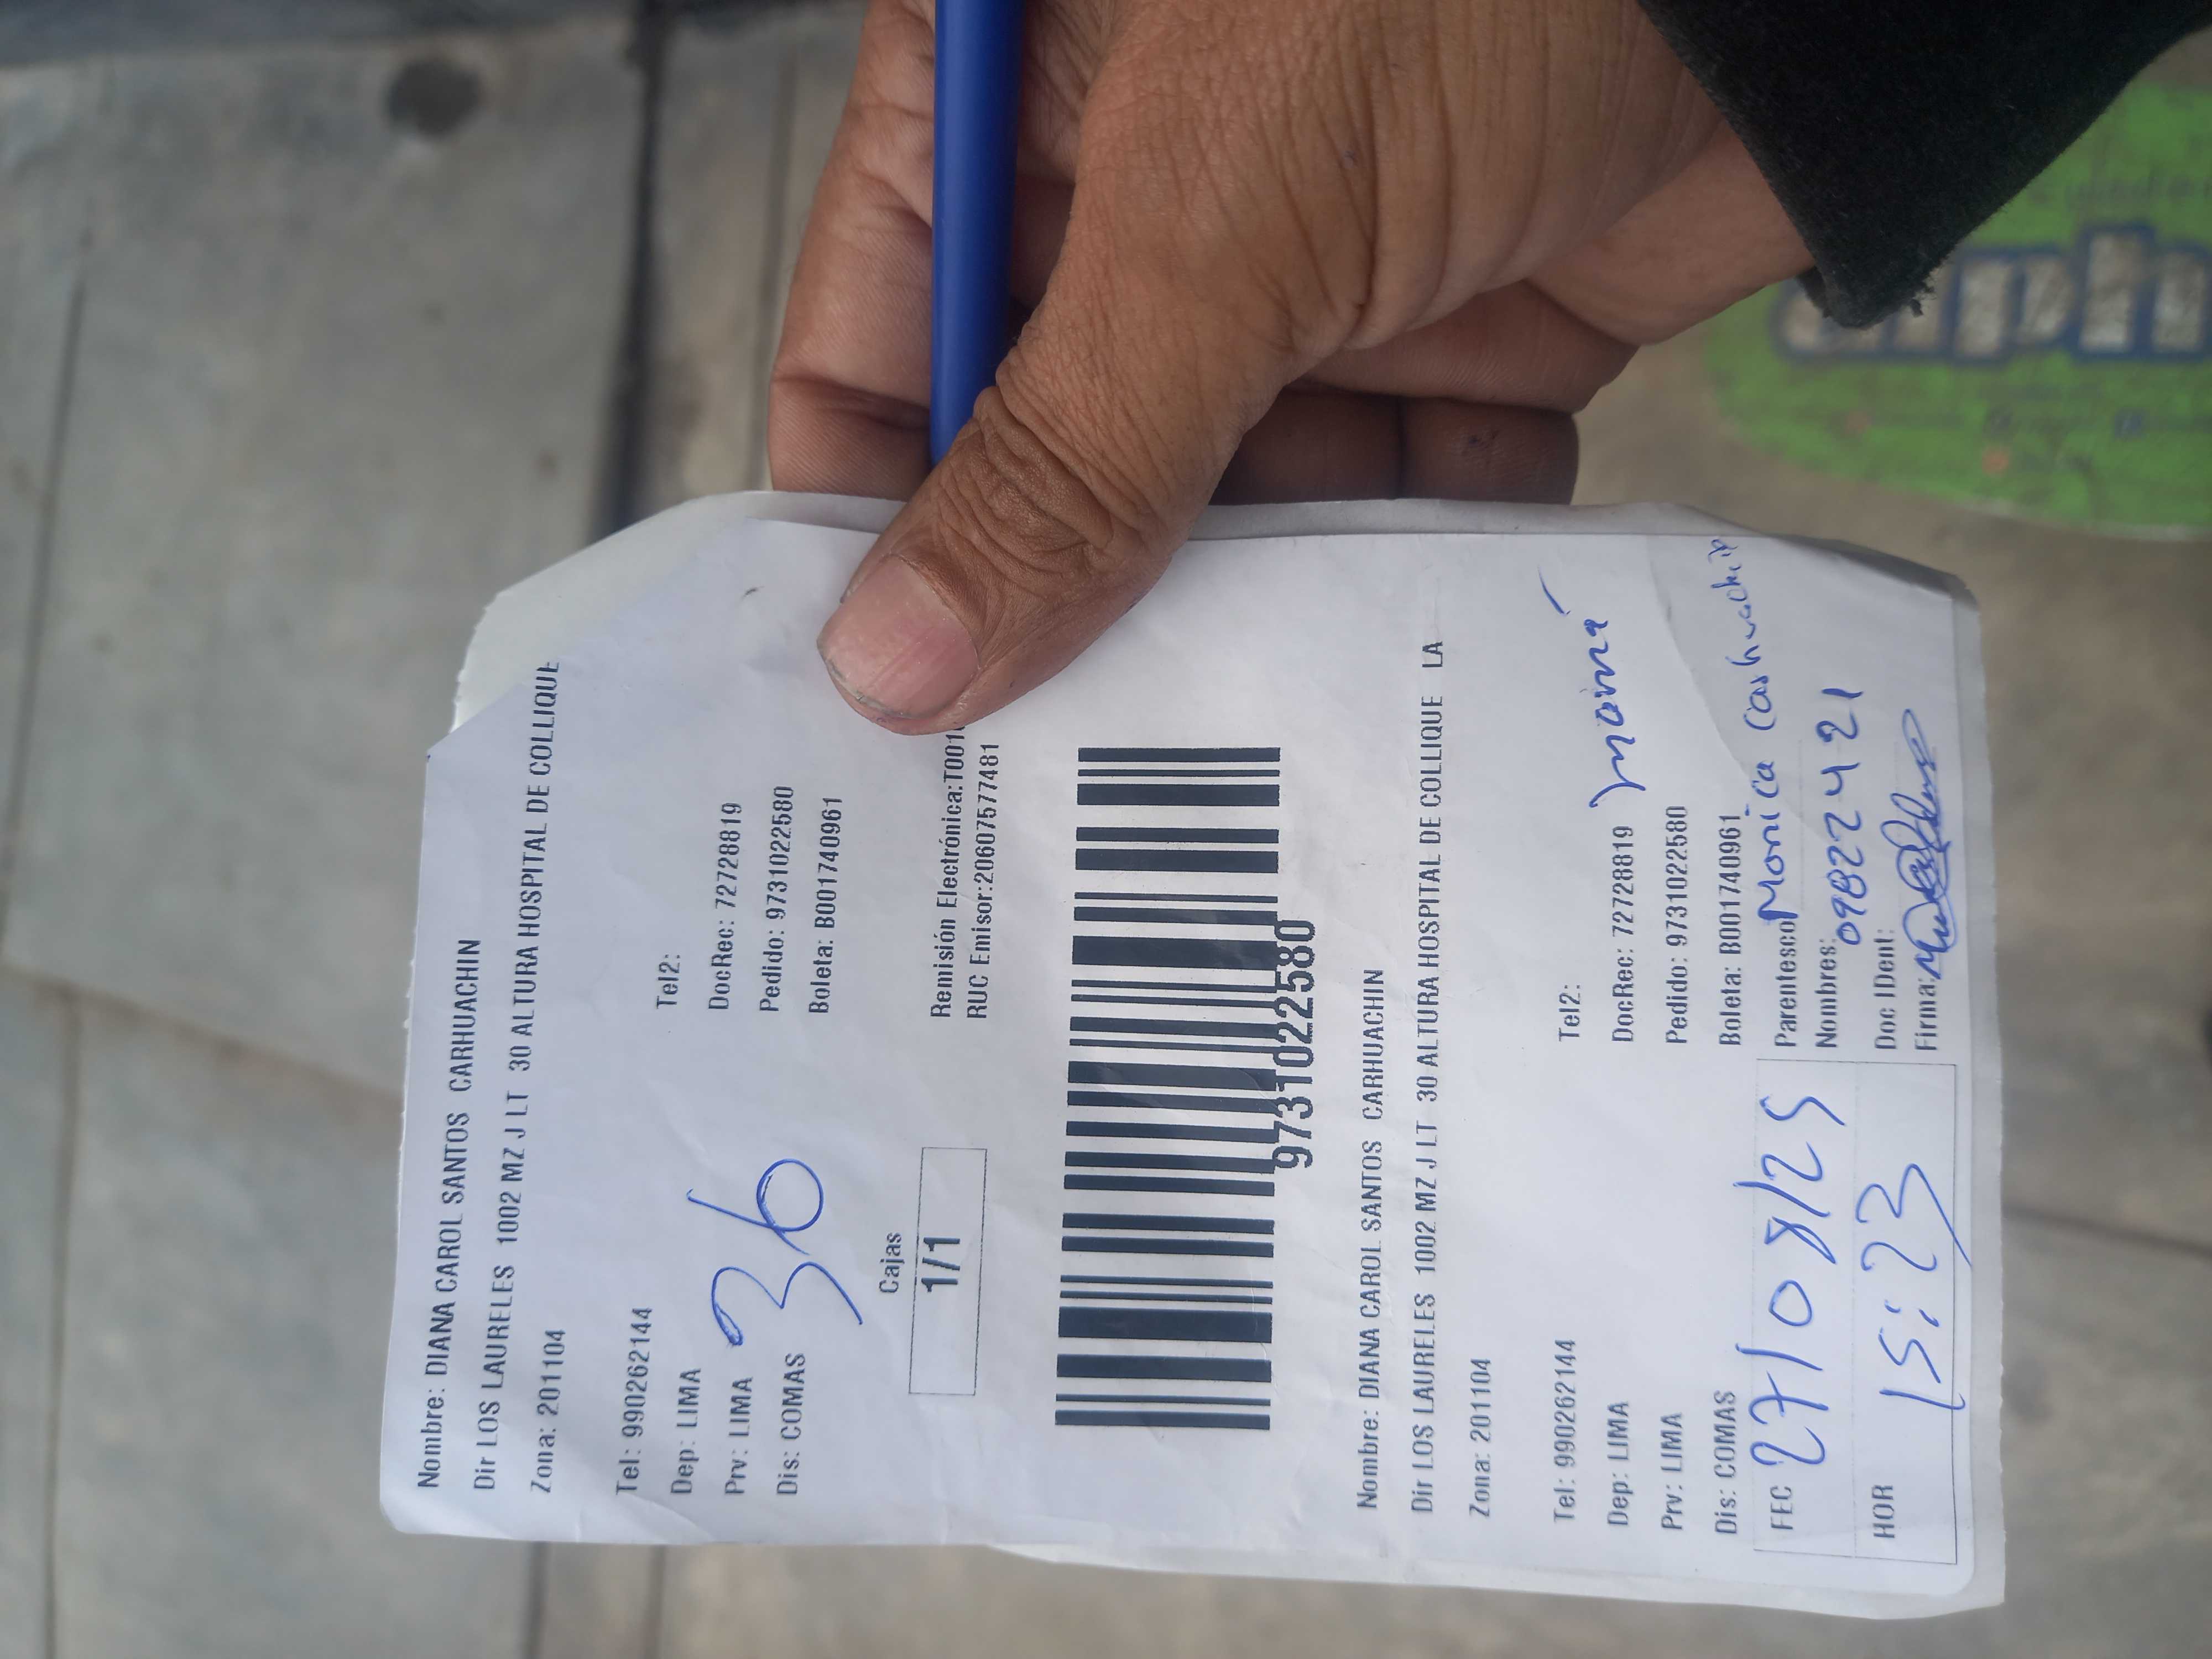 Nombre: DIANA CAROL SANTOS CARHUACHIN
Dir LOS LAURELES 1002 MZ J LT 30 ALTURA HOSPITAL DE COLLIQUE
Zona: 201104
Tel: 990262144 Tel2:
Dep: LIMA DocRec: 72728819
Prv: LIMA Pedido: 9731022580
Dis: COMAS Boleta: B001740961
36
Cajas
1/1
Remisión Electrónica:T001
RUC Emisor:20607577481
9731022580
Nombre: DIANA CAROL SANTOS CARHUACHIN
Dir LOS LAURELES 1002 MZ J LT 30 ALTURA HOSPITAL DE COLLIQUE LA
Zona: 201104
Tel: 990262144 Tel2:
Dep: LIMA DocRec: 72728819 mamá
Prv: LIMA Pedido: 9731022580
Dis: COMAS Boleta: B001740961
FEC 27/08/25 Parentesco
Nombres: Monica
HOR 15:23 Doc IDent: 09822421
Firma: